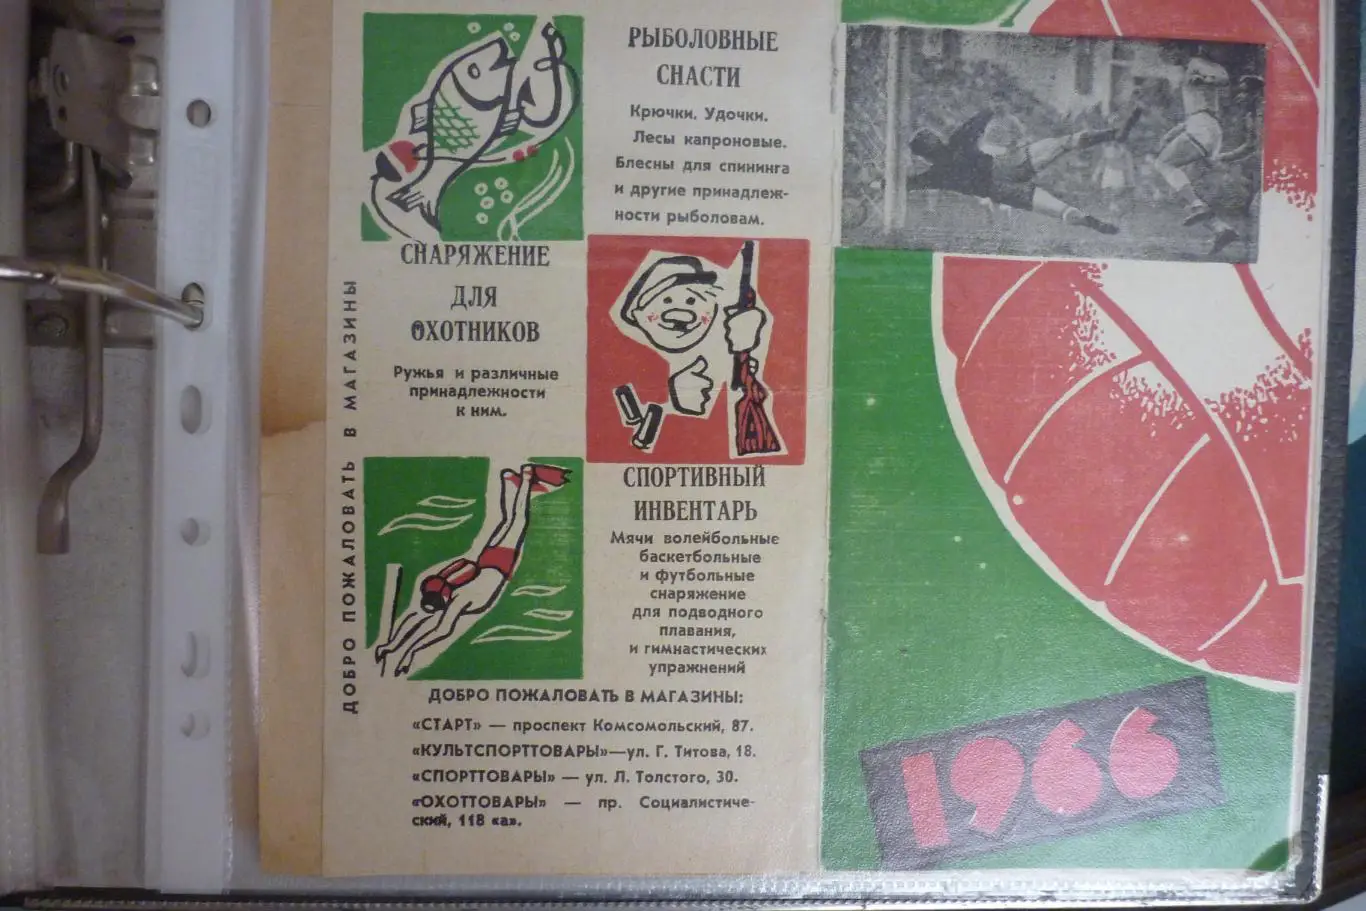 РЫБОЛОВНЫЕ
СНАСТИ
Крючки. Удочки.
Лесы капроновые.
Блесны для спининга
и другие принадлеж-
ности рыболовам.
СНАРЯЖЕНИЕ
ДЛЯ
ОХОТНИКОВ
Ружья и различные
принадлежности
к ним.
ДОБРО ПОЖАЛОВАТЬ В МАГАЗИНЫ
СПОРТИВНЫЙ
ИНВЕНТАРЬ
Мячи волейбольные
баскетбольные
и футбольные
снаряжение
для подводного
плавания,
и гимнастических
упражнений
ДОБРО ПОЖАЛОВАТЬ В МАГАЗИНЫ:
«СТАРТ» — проспект Комсомольский, 87.
«КУЛЬТСПОРТТОВАРЫ»—ул. Г. Титова, 18.
«СПОРТТОВАРЫ» — ул. Л. Толстого, 30.
«ОХОТТОВАРЫ» — пр. Социалистиче-
ский, 118 «а».
1966